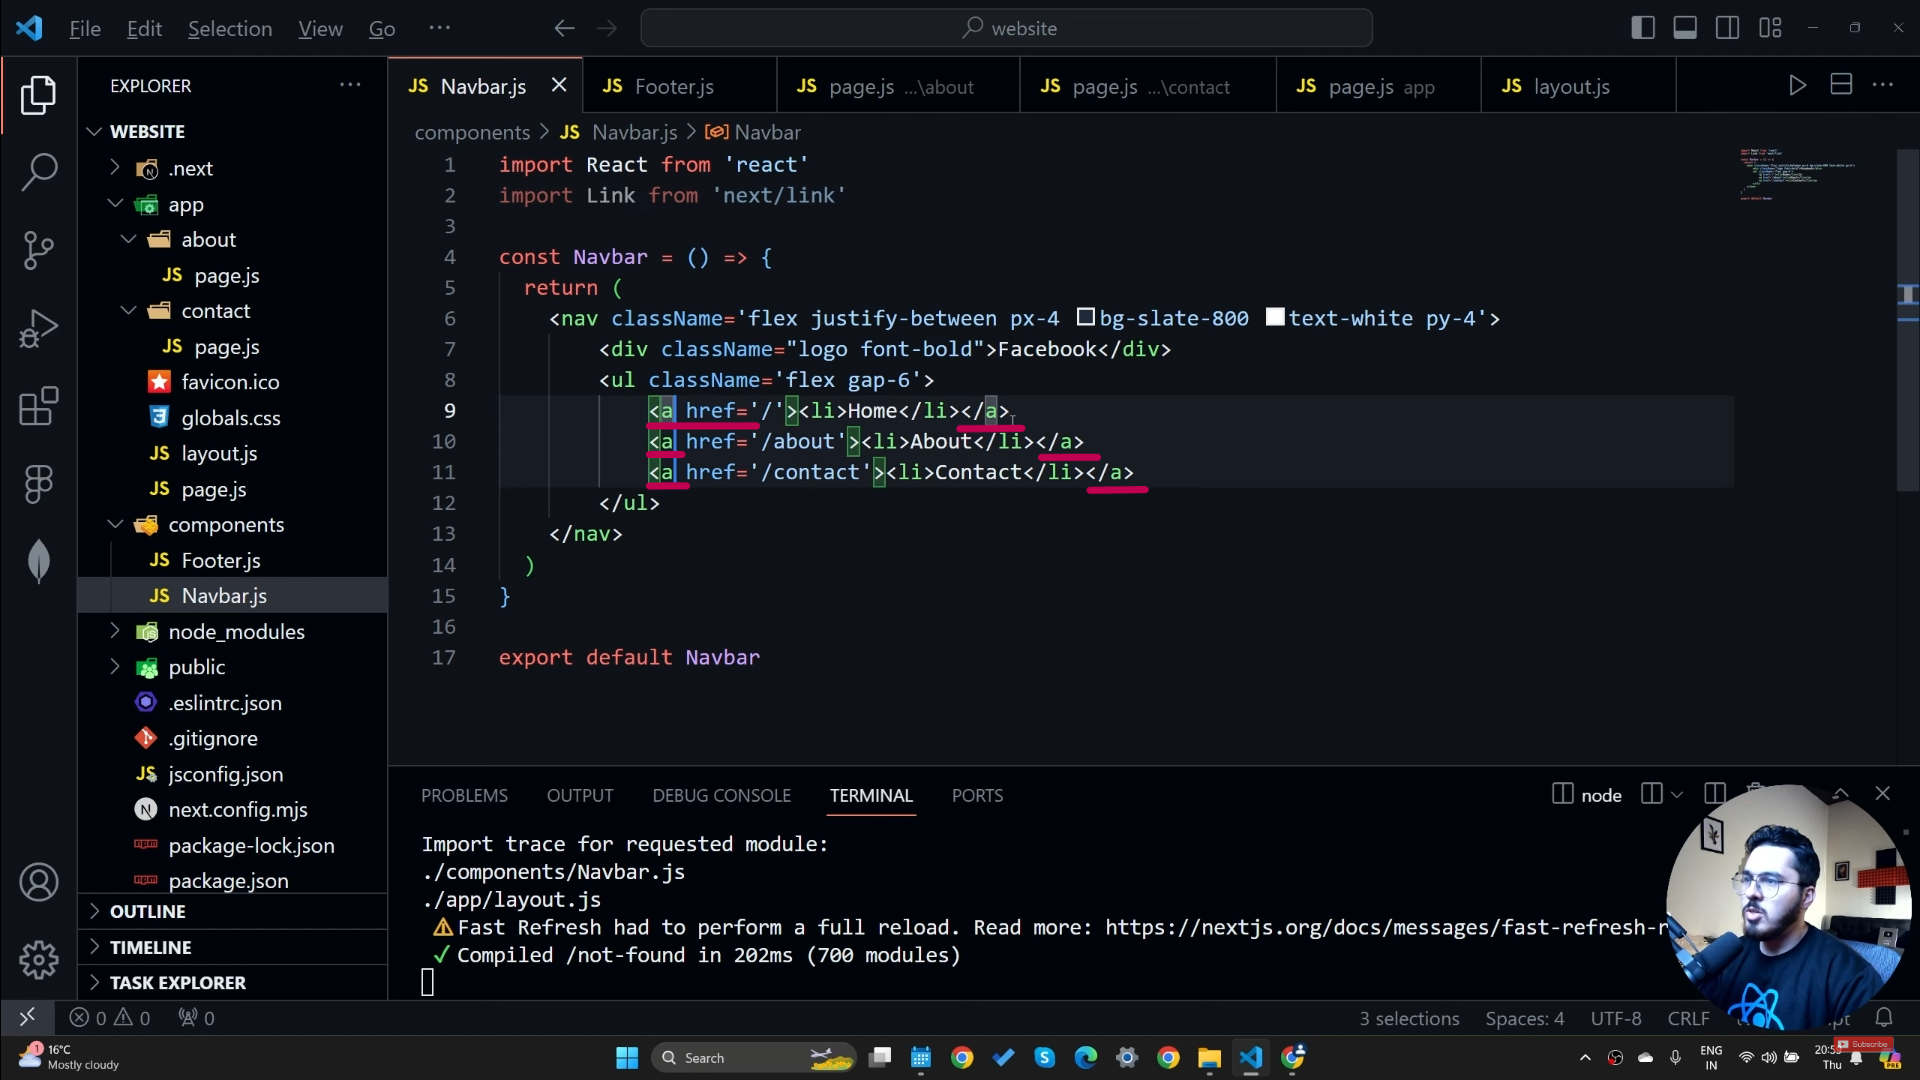 File Edit Selection View Go ···
website
EXPLORER ···
WEBSITE
.next
app
about
JS page.js
contact
JS page.js
favicon.ico
globals.css
JS layout.js
JS page.js
components
JS Footer.js
JS Navbar.js
node_modules
public
.eslintrc.json
.gitignore
JS jsconfig.json
N next.config.mjs
package-lock.json
package.json
OUTLINE
TIMELINE
TASK EXPLORER
JS Navbar.js JS Footer.js JS page.js ...\about JS page.js ...\contact JS page.js app JS layout.js
components > JS Navbar.js > Navbar
1 import React from 'react'
2 import Link from 'next/link'
3
4 const Navbar = () => {
5 return (
6 <nav className='flex justify-between px-4 bg-slate-800 text-white py-4'>
7 <div className="logo font-bold">Facebook</div>
8 <ul className='flex gap-6'>
9 <a href='/'><li>Home</li></a>
10 <a href='/about'><li>About</li></a>
11 <a href='/contact'><li>Contact</li></a>
12 </ul>
13 </nav>
14 )
15 }
16
17 export default Navbar
PROBLEMS OUTPUT DEBUG CONSOLE TERMINAL PORTS node
Import trace for requested module:
./components/Navbar.js
./app/layout.js
⚠ Fast Refresh had to perform a full reload. Read more: https://nextjs.org/docs/messages/fast-refresh-r
✓ Compiled /not-found in 202ms (700 modules)
0 0 0
3 selections Spaces: 4 UTF-8 CRLF
1 16°C
Mostly cloudy
Search
ENG
IN
Thu
Subscribe